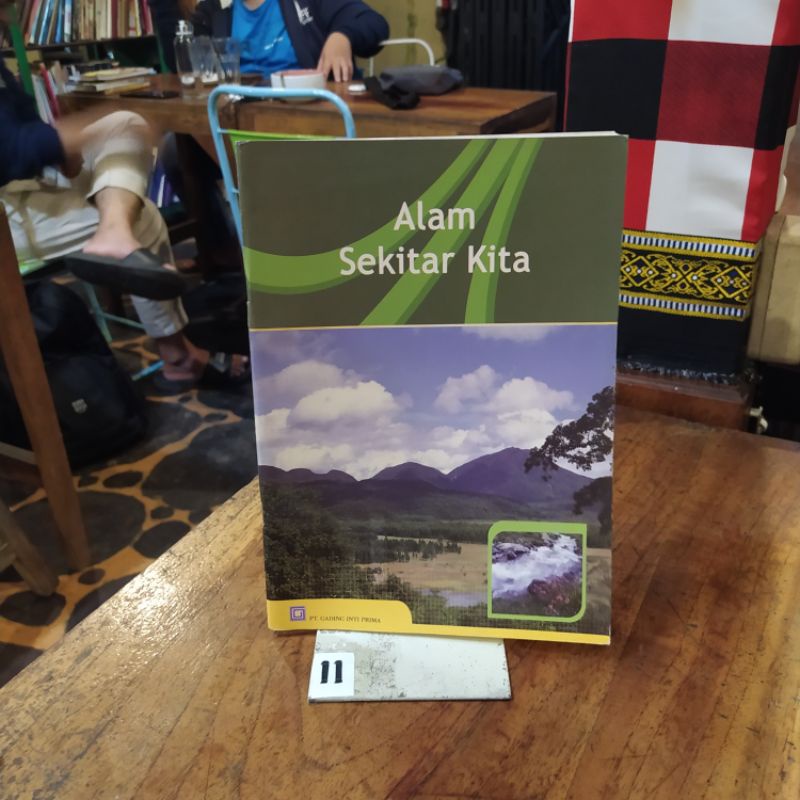 Alam
Sekitar Kita
PT. GADING INTI PRIMA
11